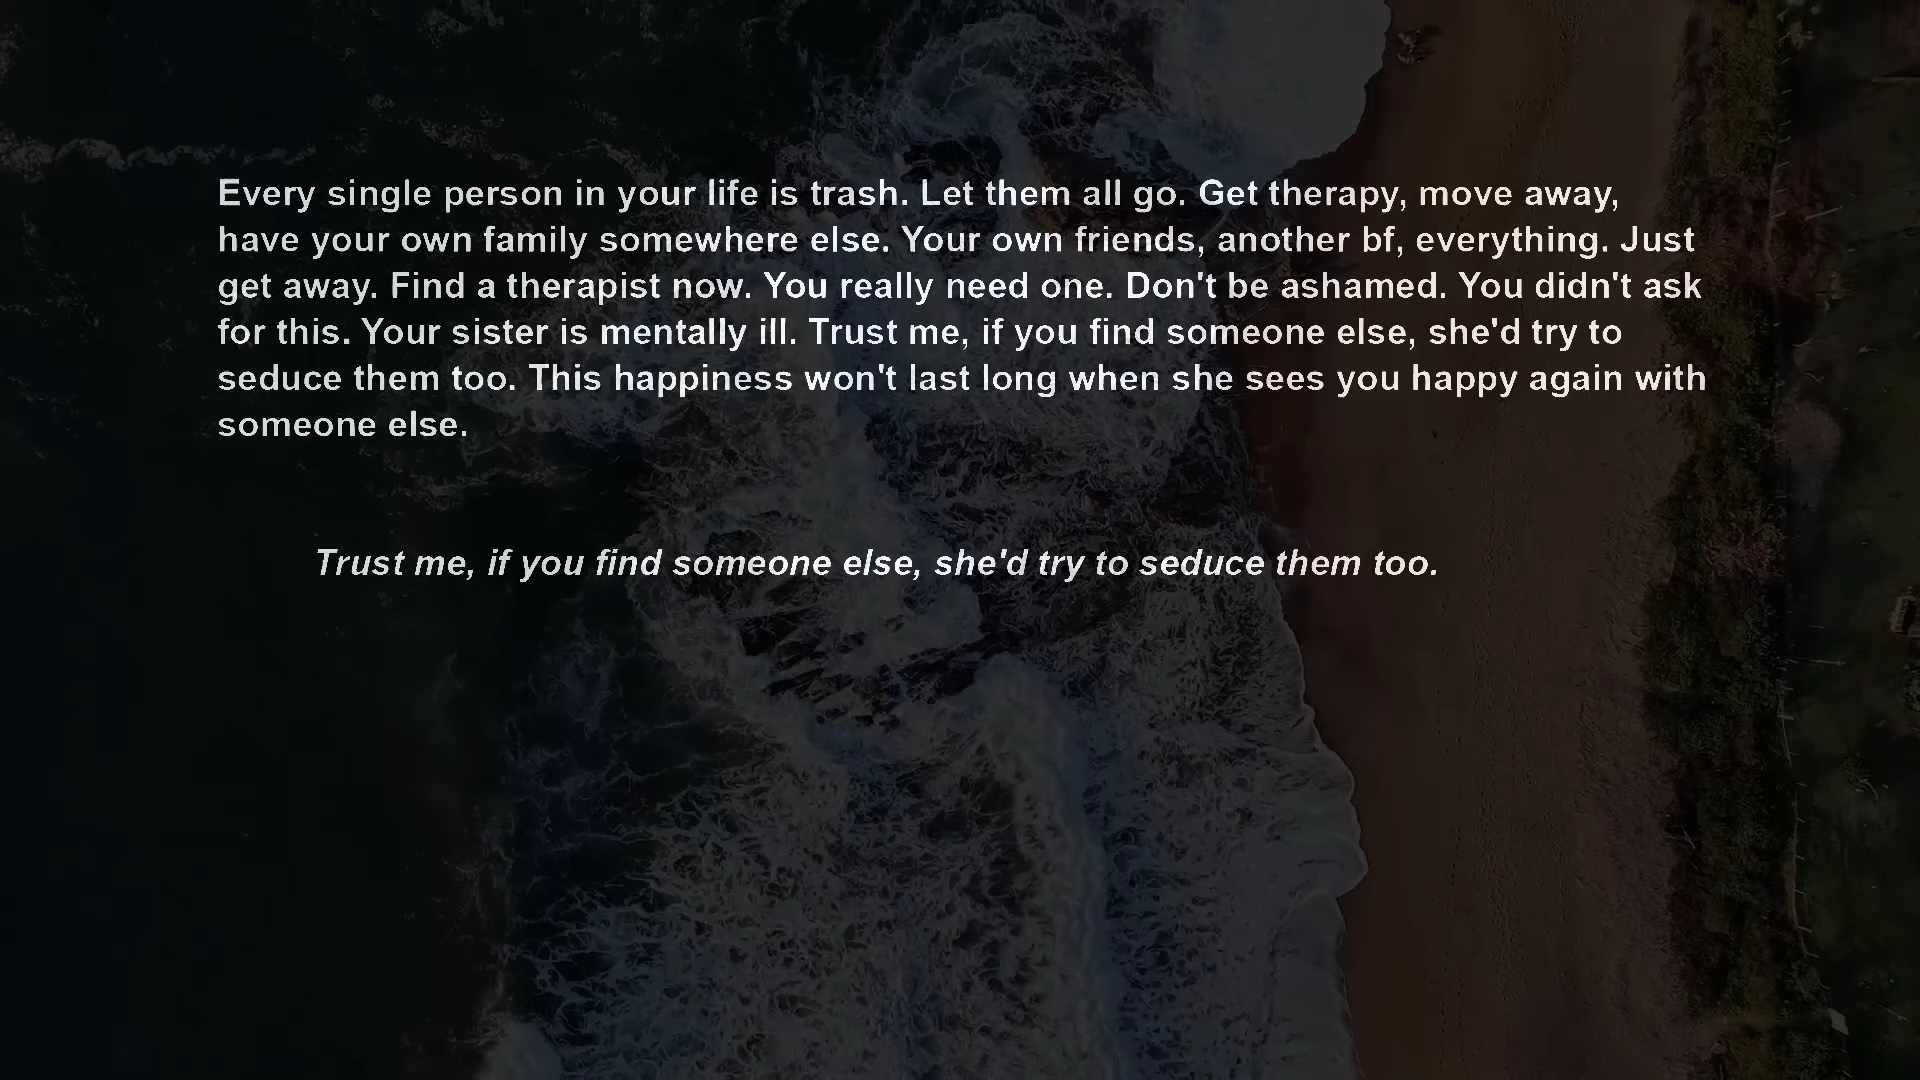 Every single person in your life is trash. Let them all go. Get therapy, move away,
have your own family somewhere else. Your own friends, another bf, everything. Just
get away. Find a therapist now. You really need one. Don't be ashamed. You didn't ask
for this. Your sister is mentally ill. Trust me, if you find someone else, she'd try to
seduce them too. This happiness won't last long when she sees you happy again with
someone else.
Trust me, if you find someone else, she'd try to seduce them too.